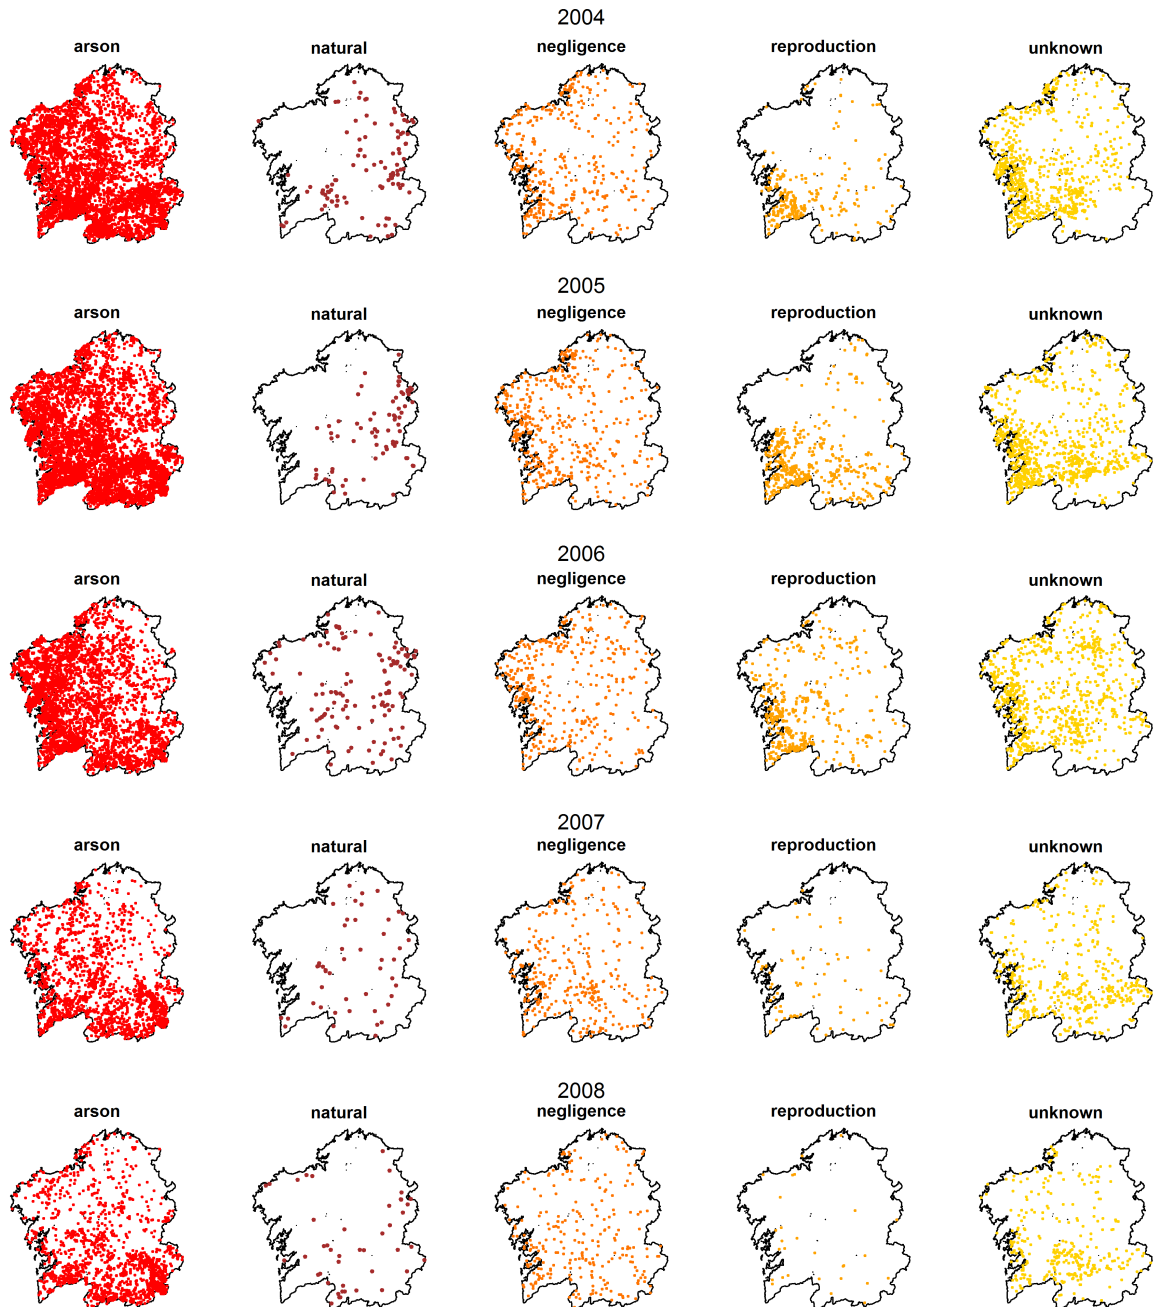 2004
arson natural negligence reproduction unknown
2005
arson natural negligence reproduction unknown
2006
arson natural negligence reproduction unknown
2007
arson natural negligence reproduction unknown
2008
arson natural negligence reproduction unknown